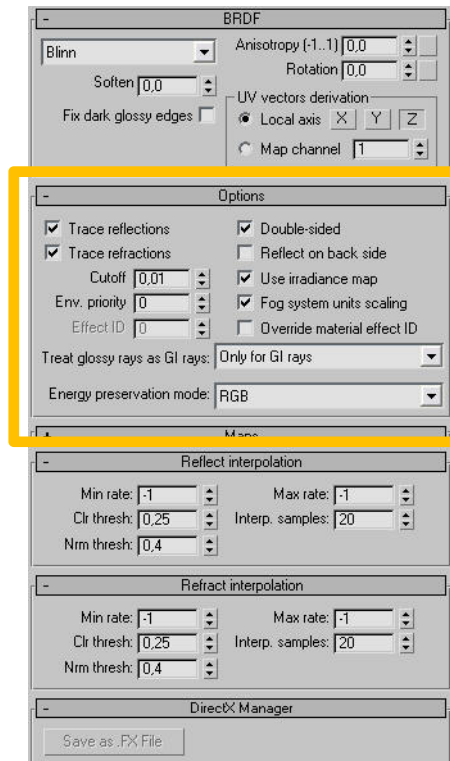 - BRDF
Blinn Anisotropy (-1..1) 0,0
Rotation 0,0
Soften 0,0
UV vectors derivation
Fix dark glossy edges
Local axis X Y Z
Map channel 1
- Options
Trace reflections Double-sided
Trace refractions Reflect on back side
Cutoff 0,01 Use irradiance map
Env. priority 0 Fog system units scaling
Effect ID 0 Override material effect ID
Treat glossy rays as GI rays: Only for GI rays
Energy preservation mode: RGB
+ Maps
- Reflect interpolation
Min rate: -1 Max rate: -1
Clr thresh: 0,25 Interp. samples: 20
Nrm thresh: 0,4
- Refract interpolation
Min rate: -1 Max rate: -1
Clr thresh: 0,25 Interp. samples: 20
Nrm thresh: 0,4
- DirectX Manager
Save as .FX File